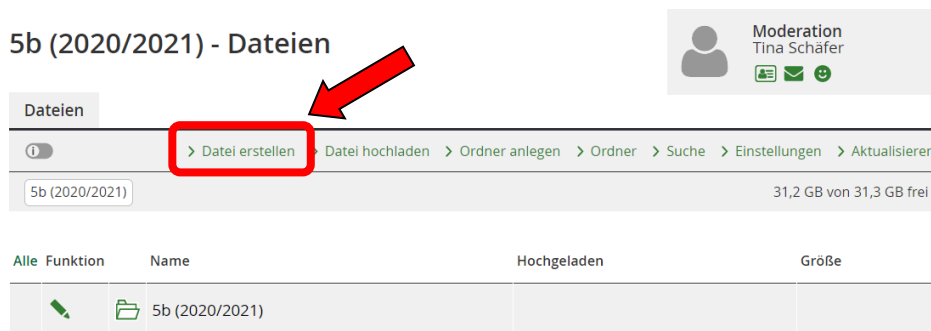 5b (2020/2021) - Dateien
Moderation
Tina Schäfer
Dateien
Datei erstellen Datei hochladen Ordner anlegen Ordner Suche Einstellungen Aktualisieren
5b (2020/2021) 31,2 GB von 31,3 GB frei
Alle Funktion Name Hochgeladen Größe
5b (2020/2021)